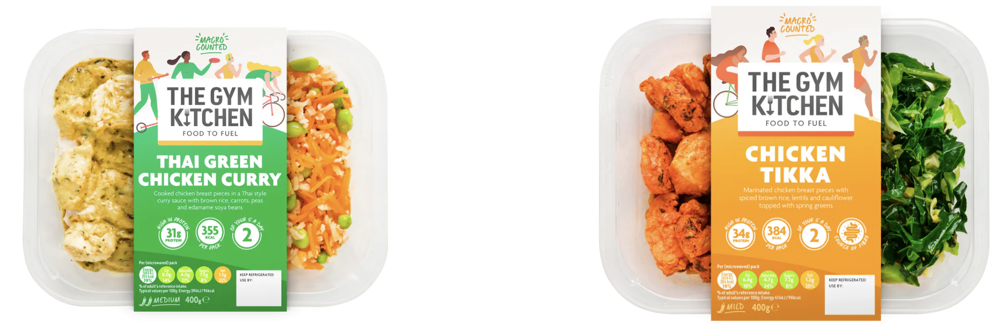 MACRO
COUNTED
THE GYM
KITCHEN
FOOD TO FUEL
THAI GREEN
CHICKEN CURRY
Cooked chicken breast pieces in a Thai style
curry sauce with brown rice, carrots, peas
and edamame soya beans
HIGH IN PROTEIN
31g
PROTEIN
355
KCAL
PER PACK
OF YOUR 5 A DAY
2
Per (microwaved) pack
Energy
1493 KJ
355 kcal
19%
Fat
8.0g
14%
Saturates
4.0g
21%
Sugars
7.5g
8%
Salt
1.5g
25%
% of adult's reference intake.
Typical values per 100g: Energy 394kJ / 94kcal
MEDIUM 400g℮
KEEP REFRIGERATED
USE BY:
MACRO
COUNTED
THE GYM
KITCHEN
FOOD TO FUEL
CHICKEN
TIKKA
Marinated chicken breast pieces with
spiced brown rice, lentils and cauliflower
topped with spring greens
HIGH IN PROTEIN
34g
PROTEIN
384
KCAL
PER PACK
OF YOUR 5 A DAY
2
SOURCE OF FIBRE
Per (microwaved) pack
Energy
384 kcal
19%
Fat
6.8g
10%
Saturates
4.7g
24%
Sugars
7.2g
8%
Salt
1.2g
20%
% of adult's reference intake.
Typical values per 100g: Energy 414kJ / 98kcal
MILD 400g℮
KEEP REFRIGERATED
USE BY: